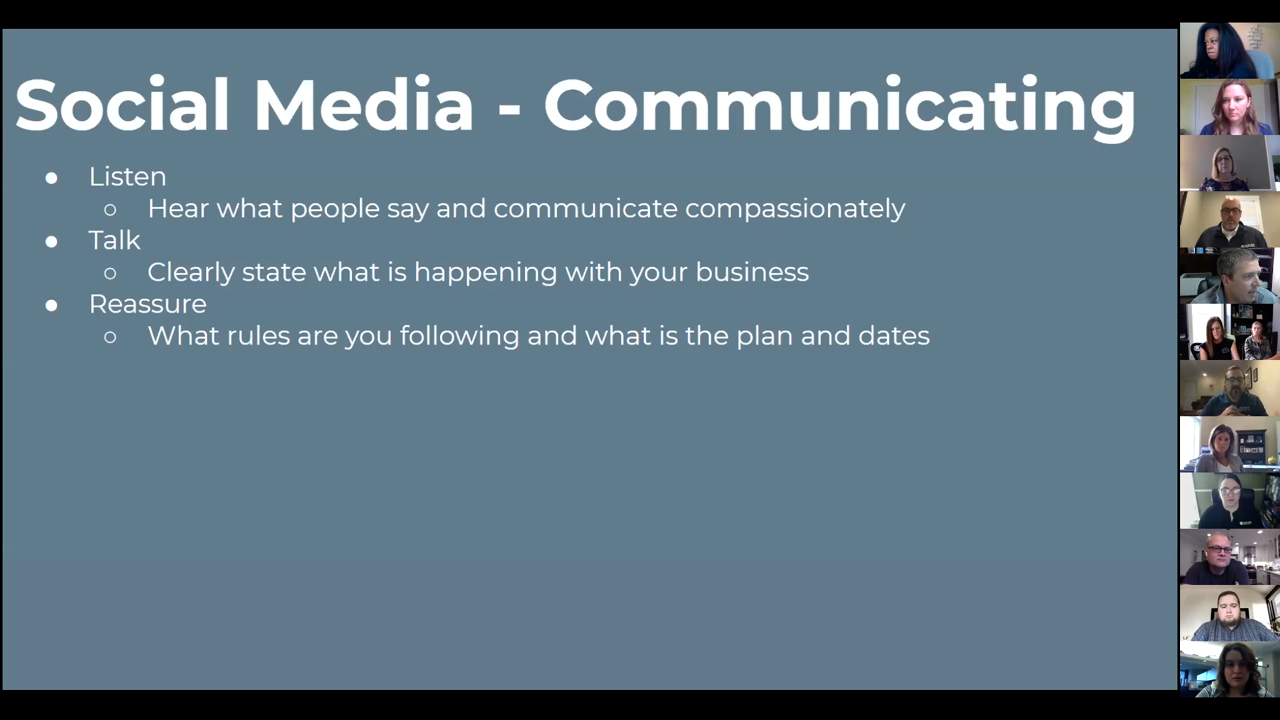 Social Media - Communicating
● Listen
○ Hear what people say and communicate compassionately
● Talk
○ Clearly state what is happening with your business
● Reassure
○ What rules are you following and what is the plan and dates